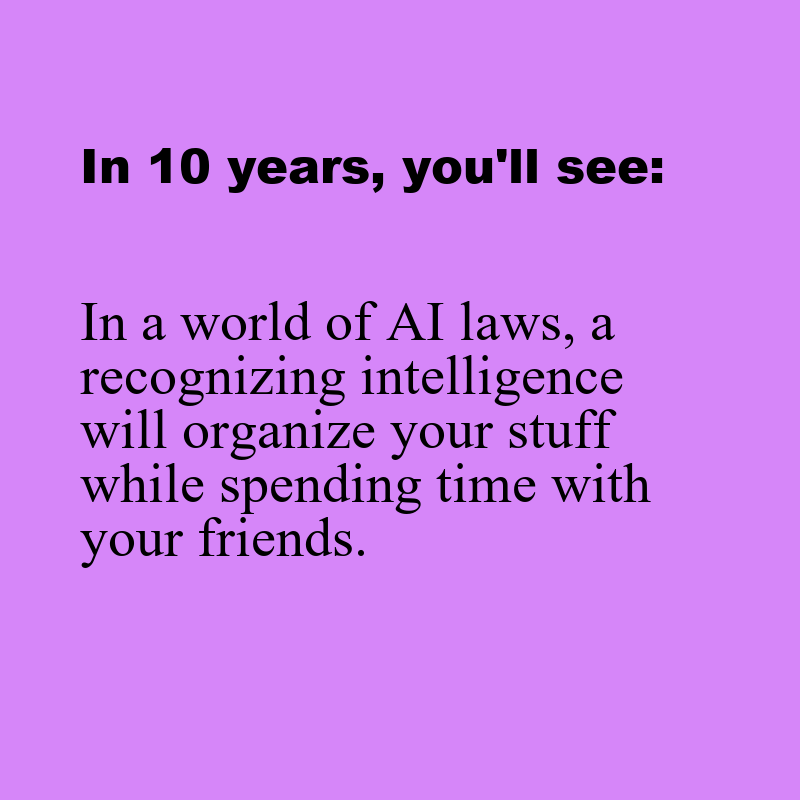 In 10 years, you'll see:
In a world of AI laws, a
recognizing intelligence
will organize your stuff
while spending time with
your friends.